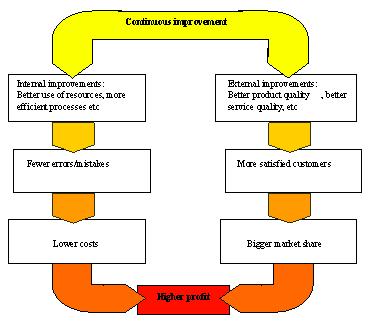 Continuous improvement
Internal improvements:
Better use of resources, more
efficient processes etc
External improvements:
Better product quality , better
service quality, etc
Fewer errors/mistakes
More satisfied customers
Lower costs
Bigger market share
Higher profit